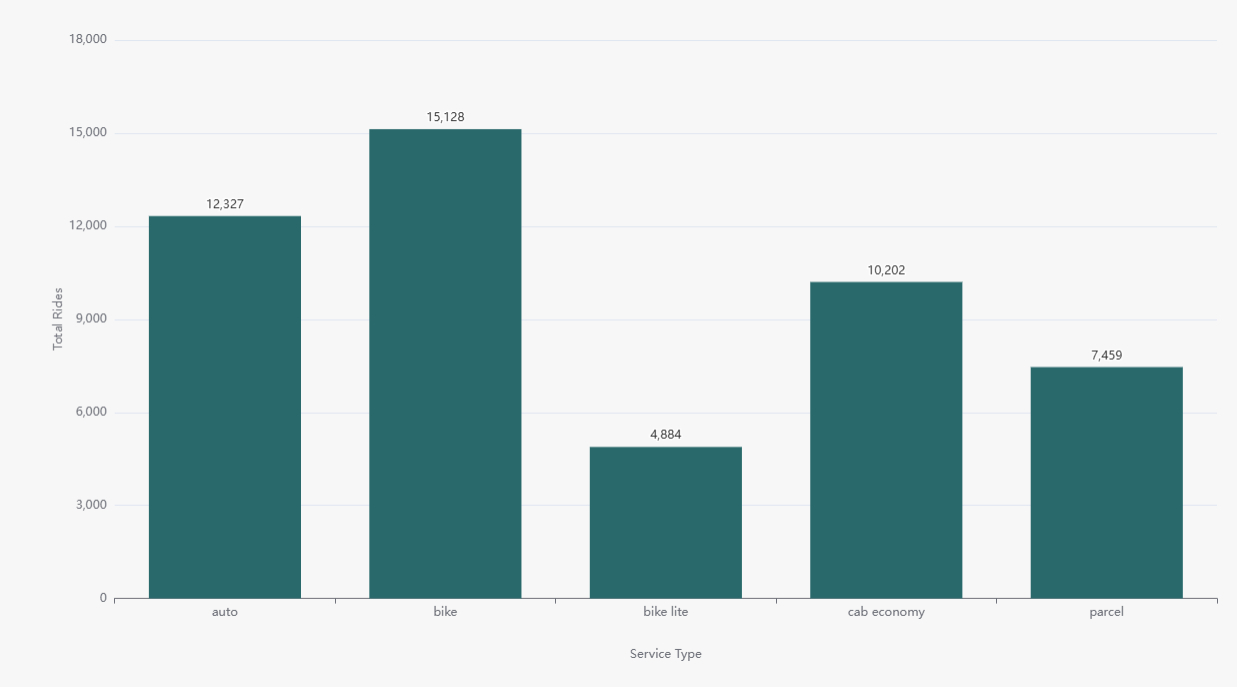 18,000
15,000
12,000
9,000
6,000
3,000
0
Total Rides
12,327
15,128
4,884
10,202
7,459
auto
bike
bike lite
cab economy
parcel
Service Type